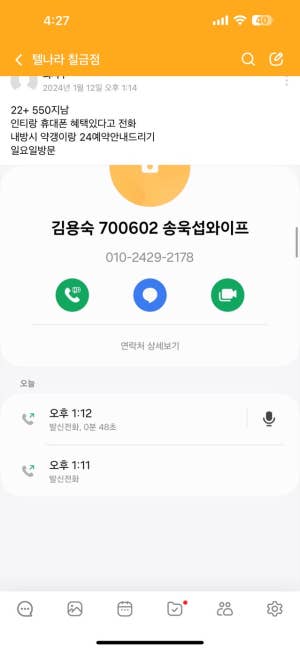 4:27
40
텔나라 칠금점
2024년 1월 12일 오후 1:14
22+ 550지남
인티랑 휴대폰 혜택있다고 전화
내방시 약갱이랑 24예약안내드리기
일요일방문
김용숙 700602 송욱섭와이프
010-2429-2178
연락처 상세보기
오늘
오후 1:12
발신전화, 0분 48초
오후 1:11
발신전화